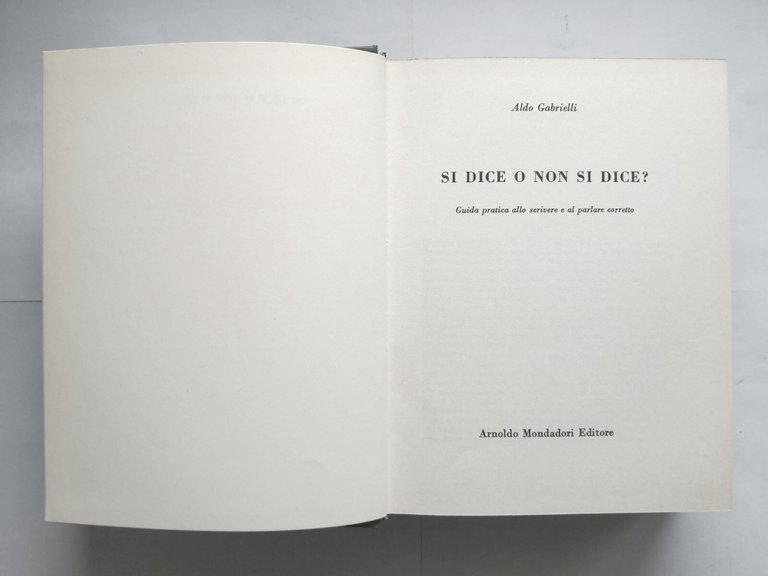 Aldo Gabrielli
SI DICE O NON SI DICE?
Guida pratica allo scrivere e al parlare corretto
Arnoldo Mondadori Editore